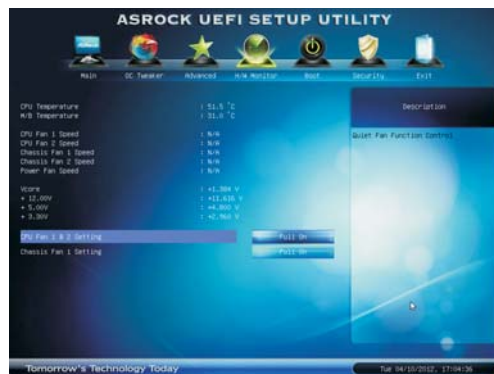 ASROCK UEFI SETUP UTILITY
Main OC Tweaker Advanced H/W Monitor Boot Security Exit
CPU Temperature : 51.5 °C
M/B Temperature : 31.0 °C
Description
CPU Fan 1 Speed : N/A
CPU Fan 2 Speed : N/A
Chassis Fan 1 Speed : N/A
Chassis Fan 2 Speed : N/A
Power Fan Speed : N/A
Quiet Fan Function Control
Vcore : +1.384 V
+ 12.00V : +11.616 V
+ 5.00V : +4.800 V
+ 3.30V : +2.960 V
CPU Fan 1 & 2 Setting Full On
Chassis Fan 1 Setting Full On
Tomorrow's Technology Today
Tue 04/10/2012, 17:04:36